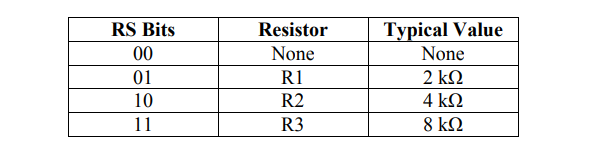 RS Bits Resistor Typical Value
00 None None
01 R1 2 kΩ
10 R2 4 kΩ
11 R3 8 kΩ